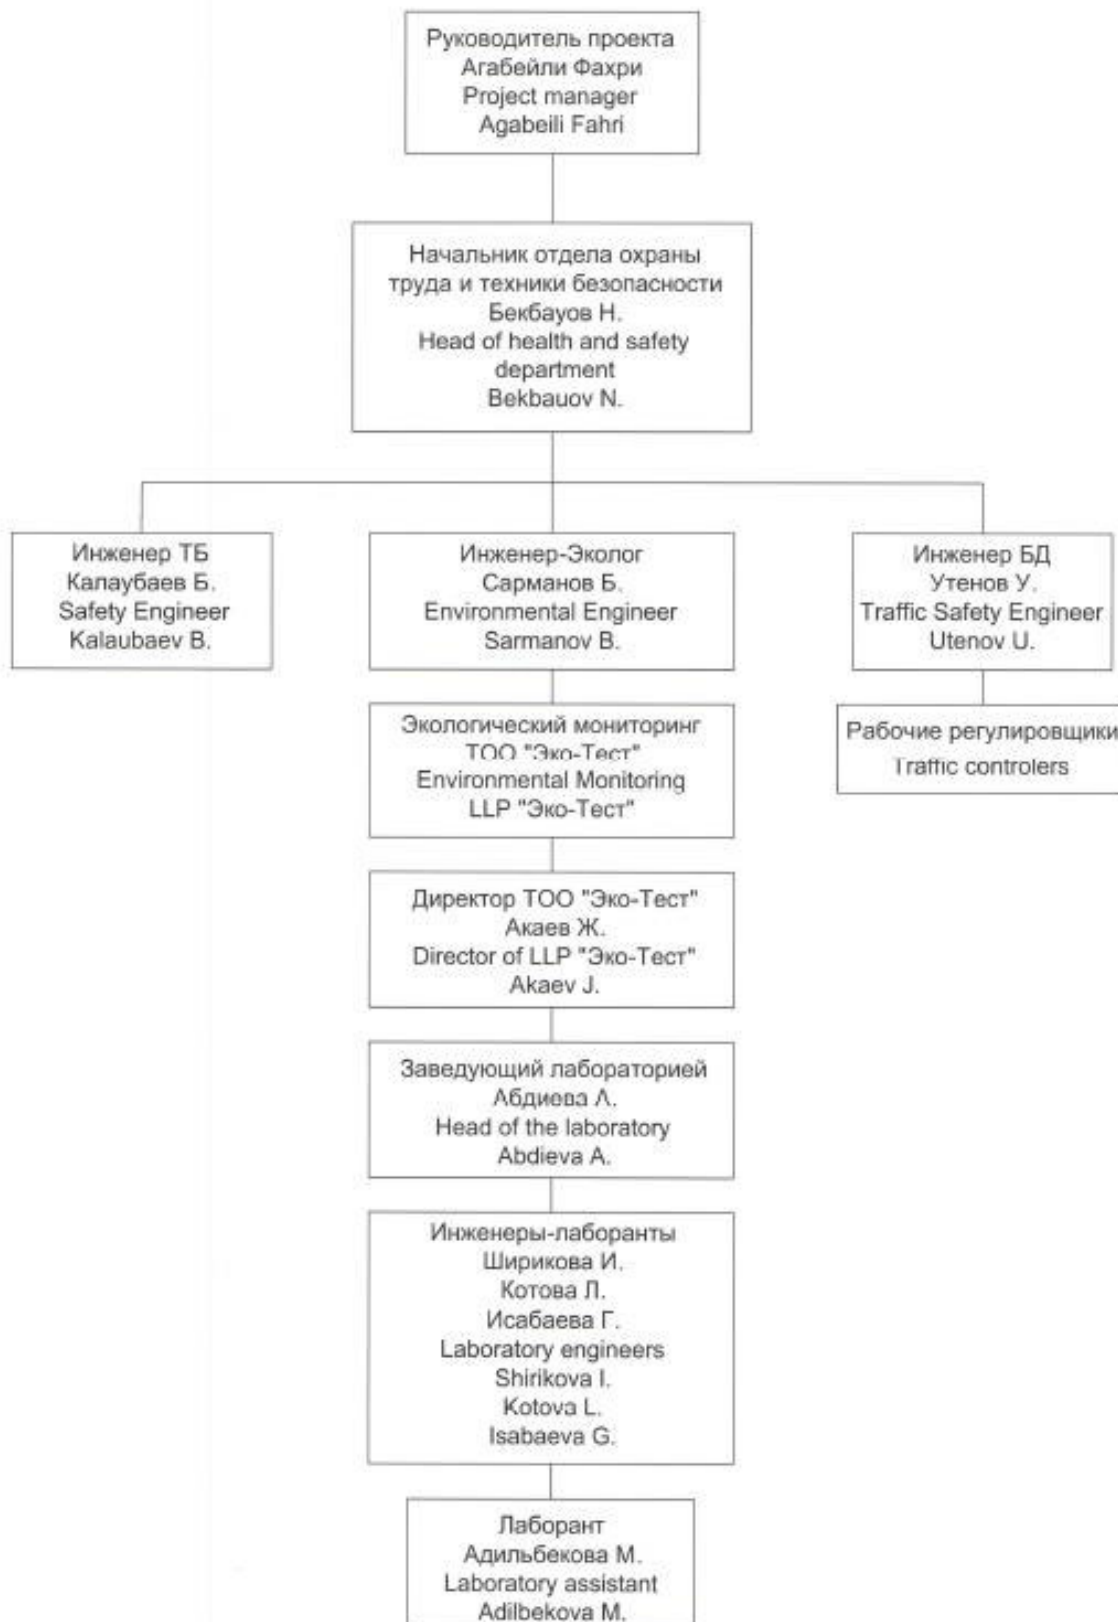 Руководитель проекта
Агабейли Фахри
Project manager
Agabeili Fahri
Начальник отдела охраны
труда и техники безопасности
Бекбауов Н.
Head of health and safety
department
Bekbauov N.
Инженер ТБ
Калаубаев Б.
Safety Engineer
Kalaubaev B.
Инженер-Эколог
Сарманов Б.
Environmental Engineer
Sarmanov B.
Инженер БД
Утенов У.
Traffic Safety Engineer
Utenov U.
Рабочие регулировщики
Traffic controlers
Экологический мониторинг
ТОО "Эко-Тест"
Environmental Monitoring
LLP "Эко-Тест"
Директор ТОО "Эко-Тест"
Акаев Ж.
Director of LLP "Эко-Тест"
Akaev J.
Заведующий лабораторией
Абдиева А.
Head of the laboratory
Abdieva A.
Инженеры-лаборанты
Ширикова И.
Котова Л.
Исабаева Г.
Laboratory engineers
Shirikova I.
Kotova L.
Isabaeva G.
Лаборант
Адильбекова М.
Laboratory assistant
Adilbekova M.